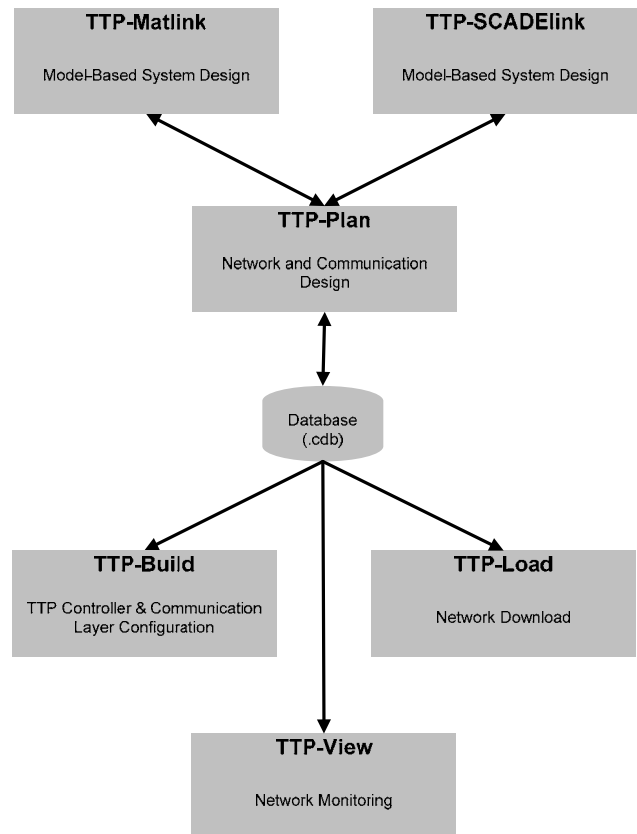 TTP-Matlink
Model-Based System Design
TTP-SCADElink
Model-Based System Design
TTP-Plan
Network and Communication
Design
Database
(.cdb)
TTP-Build
TTP Controller & Communication
Layer Configuration
TTP-Load
Network Download
TTP-View
Network Monitoring